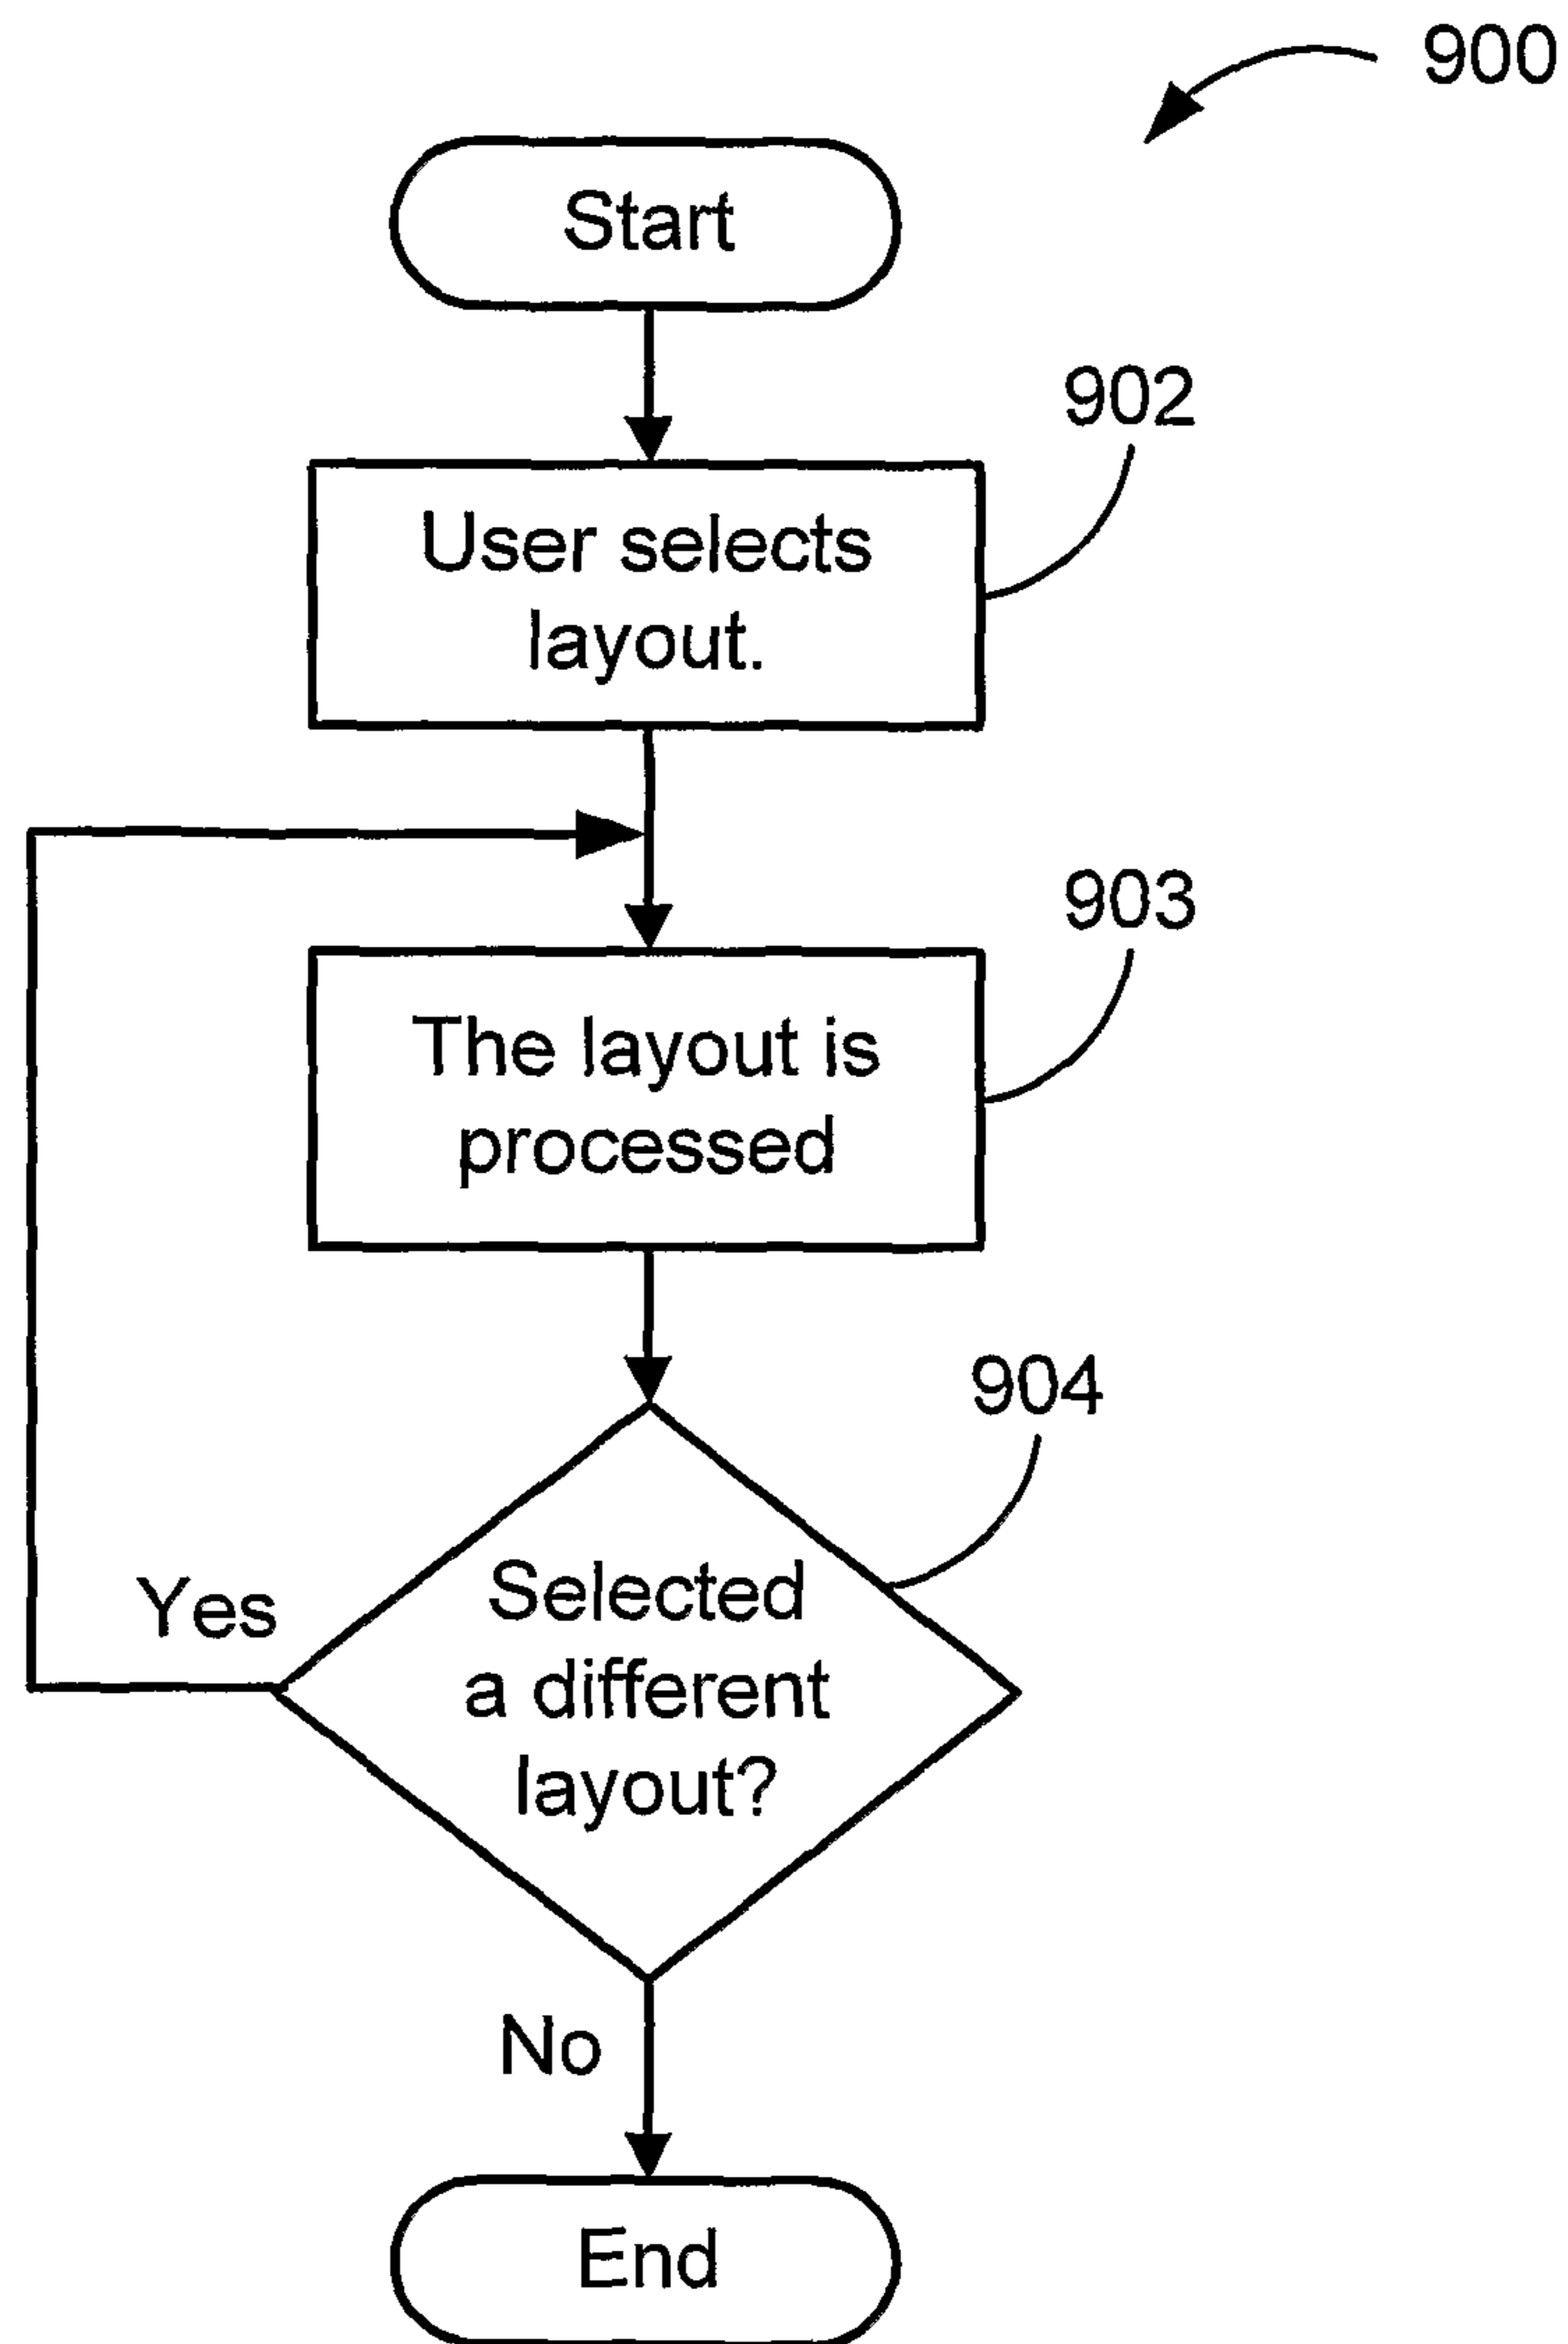 900
Start
902
User selects
layout.
903
The layout is
processed
904
Selected
a different
layout?
Yes
No
End